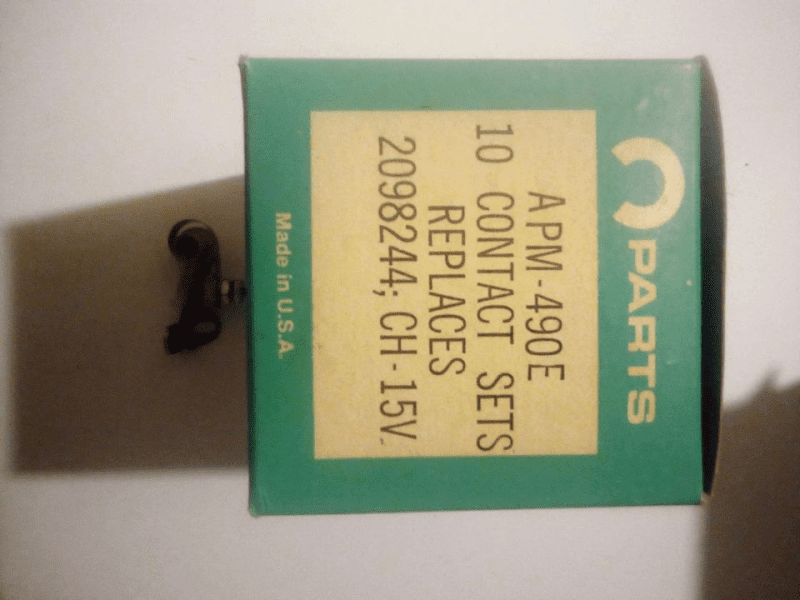 PARTS
APM-490E
10 CONTACT SETS
REPLACES
2098244; CH-15V.
Made in U.S.A.